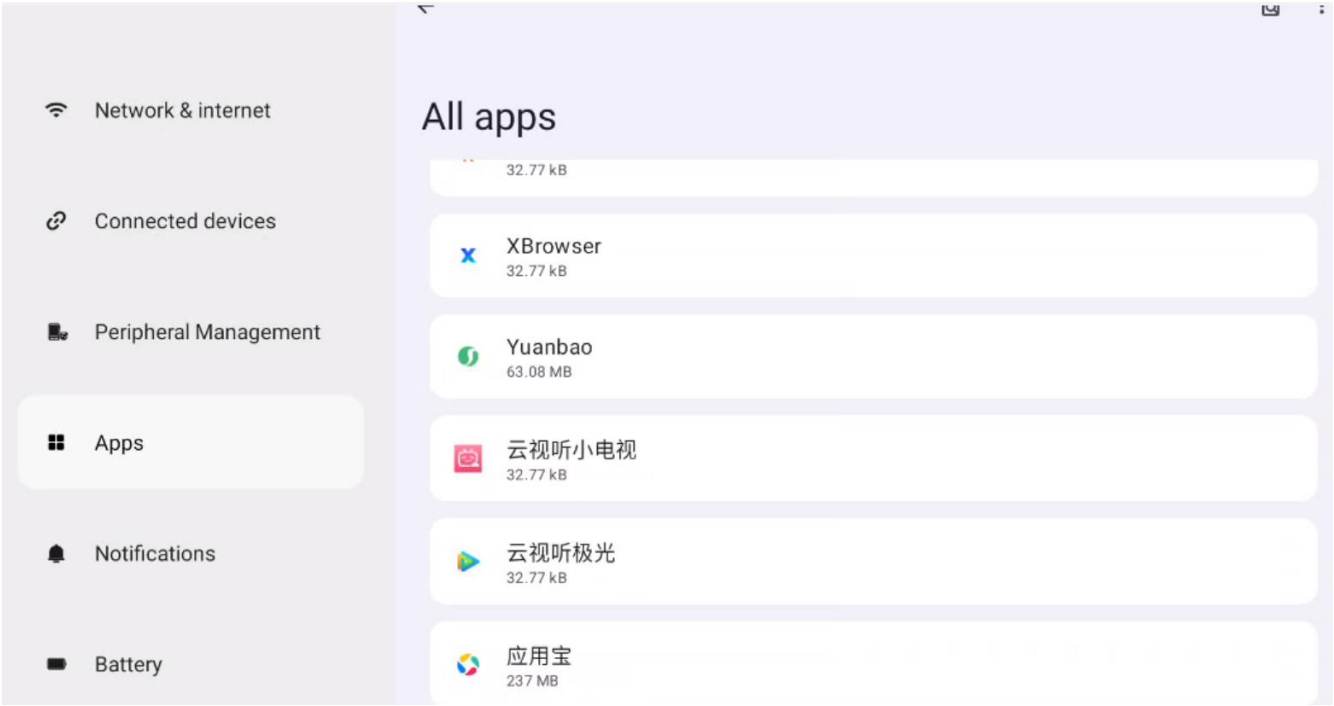 Network & internet
Connected devices
Peripheral Management
Apps
Notifications
Battery
All apps
32.77 kB
XBrowser
32.77 kB
Yuanbao
63.08 MB
云视听小电视
32.77 kB
云视听极光
32.77 kB
应用宝
237 MB